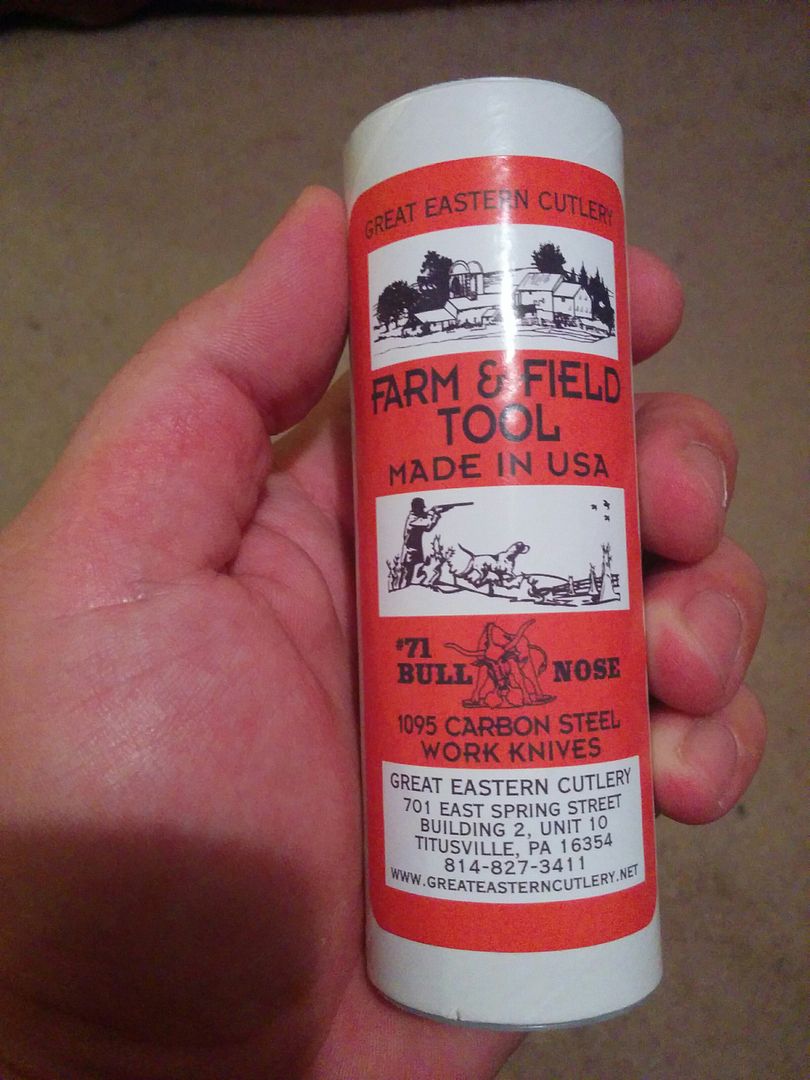 GREAT EASTERN CUTLERY
FARM & FIELD
TOOL
MADE IN USA
#71
BULL NOSE
1095 CARBON STEEL
WORK KNIVES
GREAT EASTERN CUTLERY
701 EAST SPRING STREET
BUILDING 2, UNIT 10
TITUSVILLE, PA 16354
814-827-3411
WWW.GREATEASTERNCUTLERY.NET